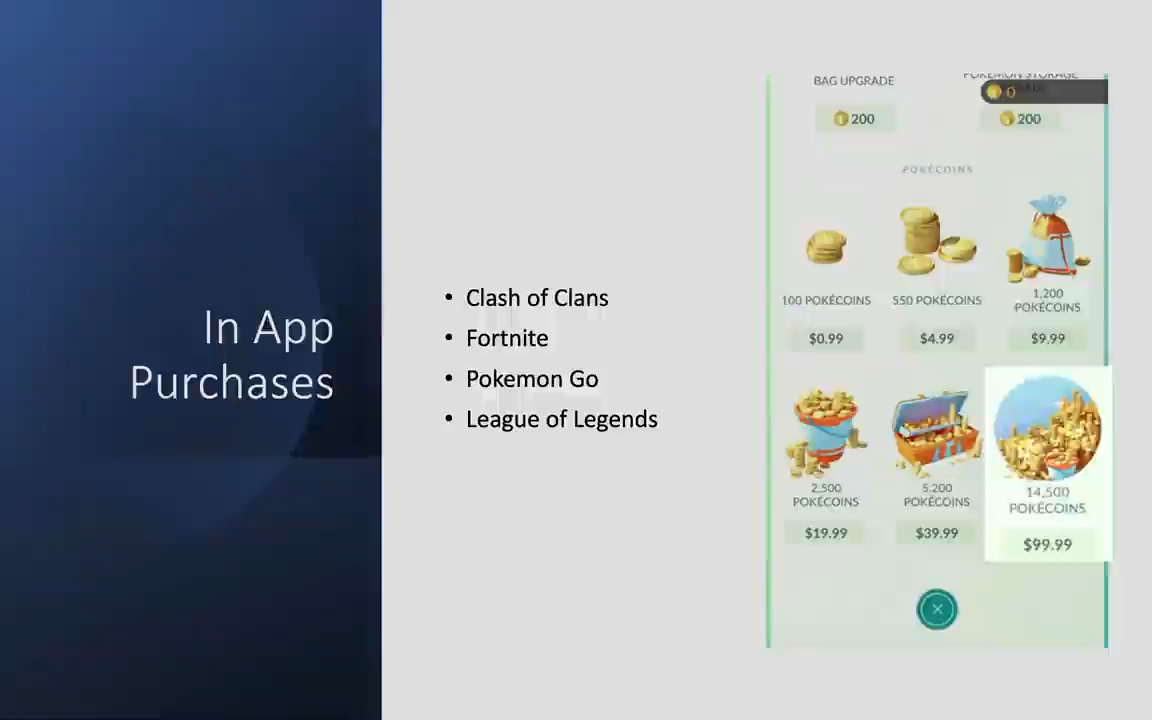 In App
Purchases
• Clash of Clans
• Fortnite
• Pokemon Go
• League of Legends
BAG UPGRADE
POKÉMON STORAGE
0
200
200
POKÉCOINS
100 POKÉCOINS
550 POKÉCOINS
1,200
POKÉCOINS
$0.99
$4.99
$9.99
2,500
POKÉCOINS
5,200
POKÉCOINS
14,500
POKÉCOINS
$19.99
$39.99
$99.99